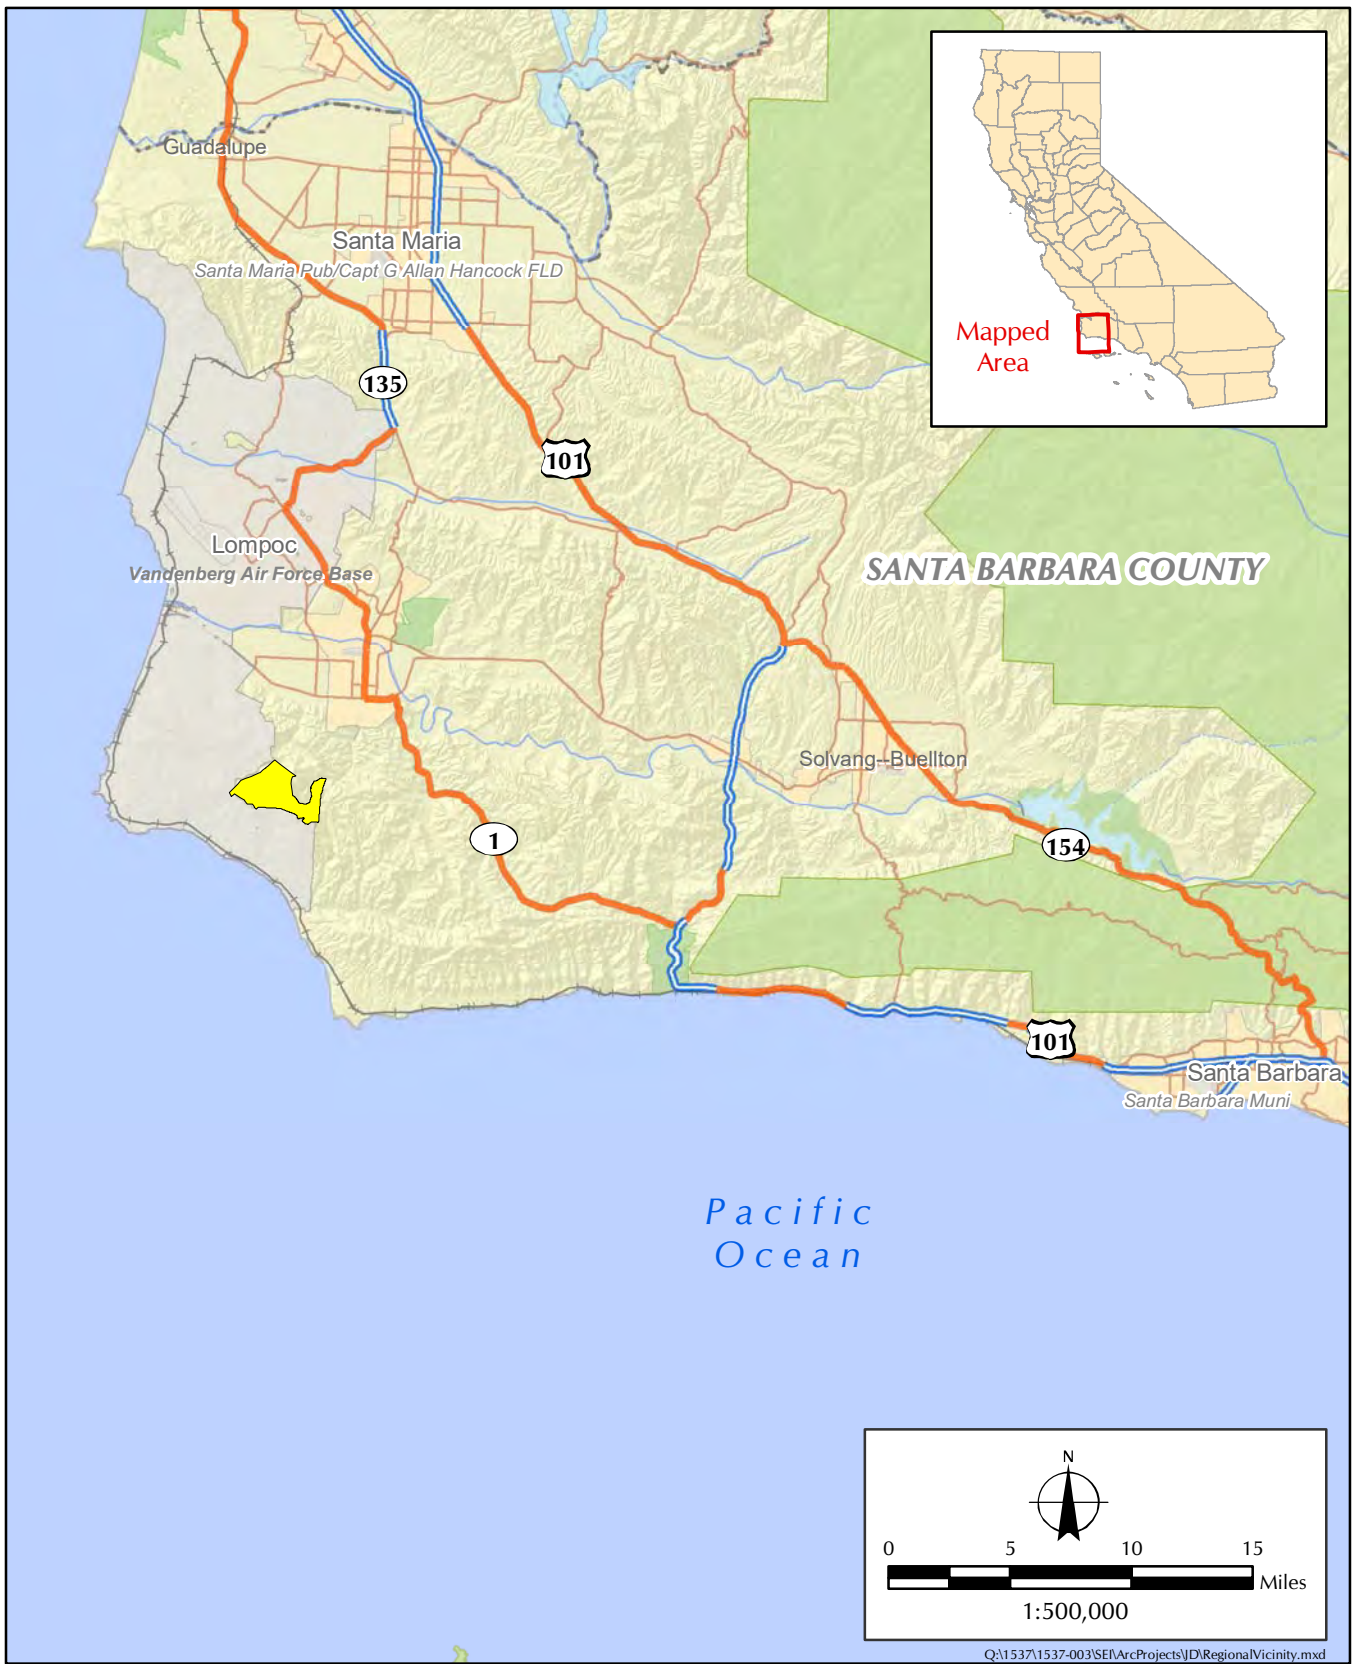 Guadalupe
Santa Maria
Santa Maria Pub/Capt G Allan Hancock FLD
Mapped
Area
135
101
Lompoc
Vandenberg Air Force Base
SANTA BARBARA COUNTY
Solvang--Buellton
1
154
101
Santa Barbara
Santa Barbara Muni
Pacific
Ocean
N
0 5 10 15
Miles
1:500,000
Q:\1537\1537-003\SEI\ArcProjects\JD\RegionalVicinity.mxd